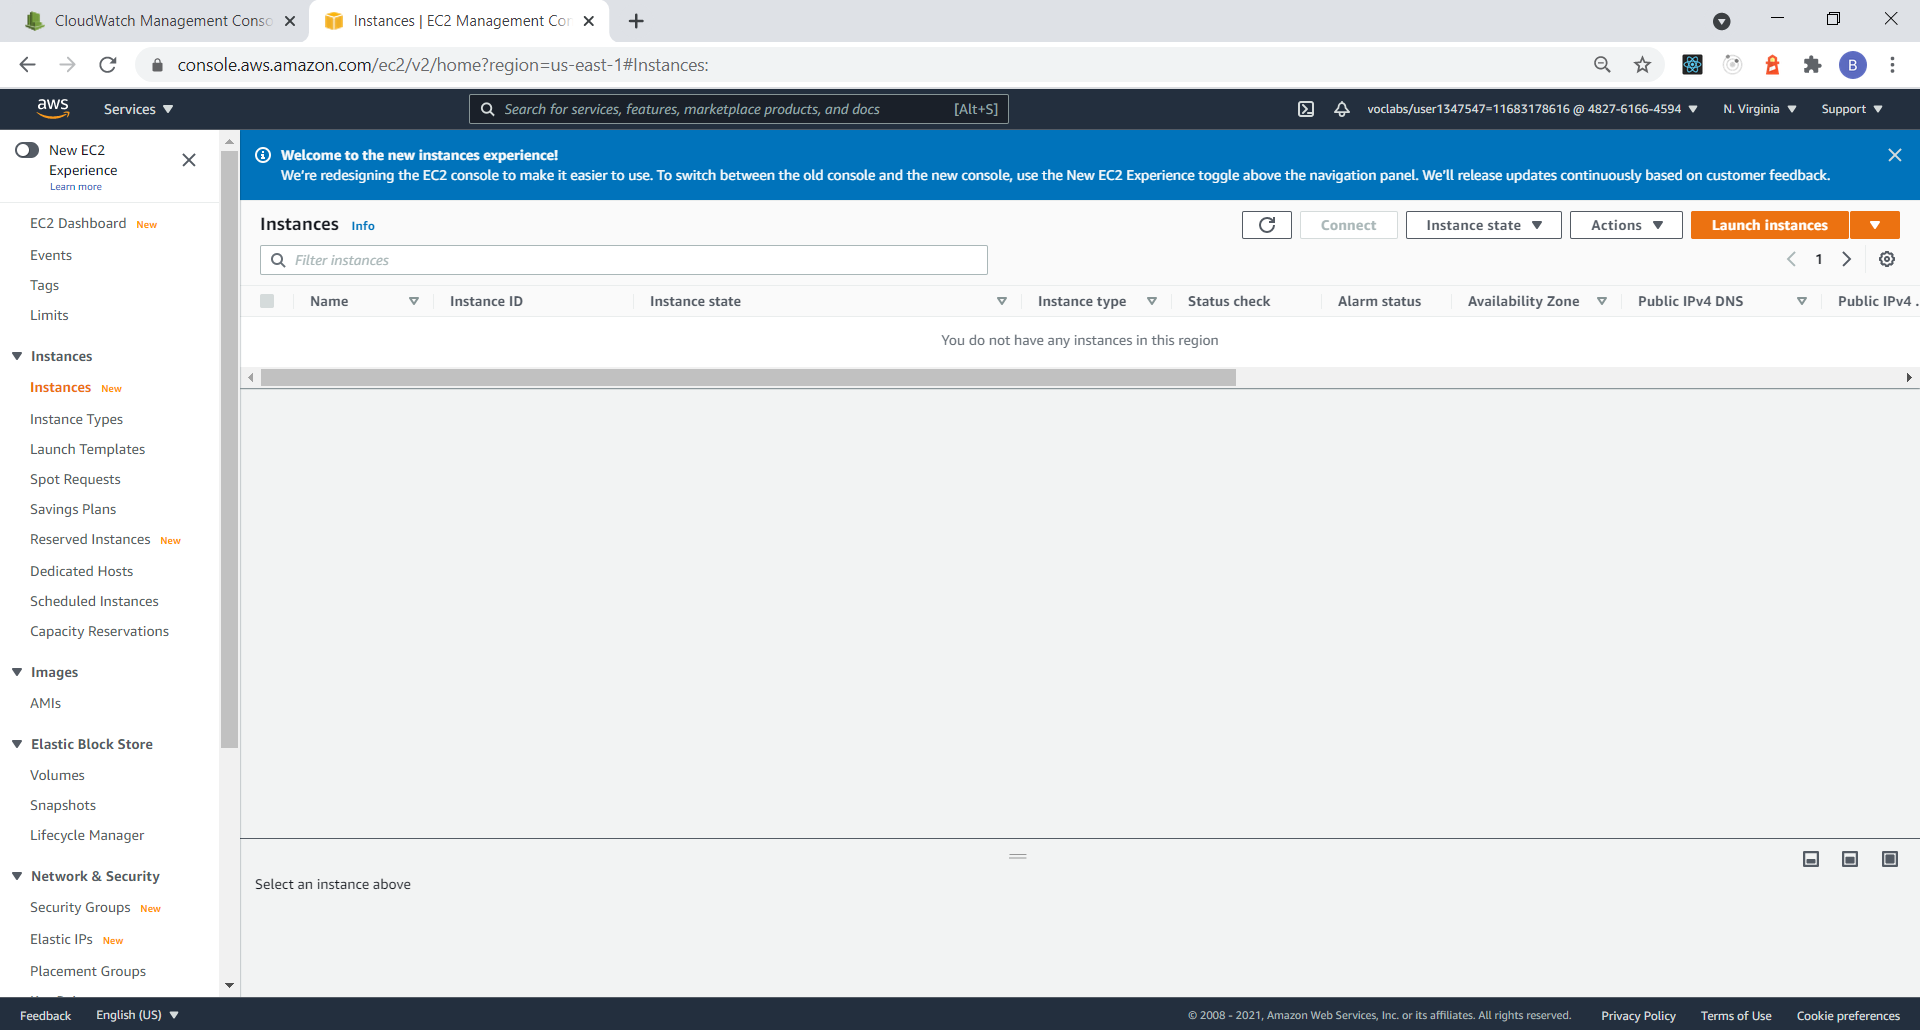 CloudWatch Management Conso
Instances | EC2 Management Con
console.aws.amazon.com/ec2/v2/home?region=us-east-1#Instances:
B
aws
Services
Search for services, features, marketplace products, and docs
[Alt+S]
voclabs/user1347547=11683178616 @ 4827-6166-4594
N. Virginia
Support
New EC2
Experience
Learn more
EC2 Dashboard New
Events
Tags
Limits
Instances
Instances New
Instance Types
Launch Templates
Spot Requests
Savings Plans
Reserved Instances New
Dedicated Hosts
Scheduled Instances
Capacity Reservations
Images
AMIs
Elastic Block Store
Volumes
Snapshots
Lifecycle Manager
Network & Security
Security Groups New
Elastic IPs New
Placement Groups
Welcome to the new instances experience!
We're redesigning the EC2 console to make it easier to use. To switch between the old console and the new console, use the New EC2 Experience toggle above the navigation panel. We'll release updates continuously based on customer feedback.
Instances Info
Connect
Instance state
Actions
Launch instances
Filter instances
1
Name
Instance ID
Instance state
Instance type
Status check
Alarm status
Availability Zone
Public IPv4 DNS
Public IPv4 .
You do not have any instances in this region
Select an instance above
Feedback
English (US)
© 2008 - 2021, Amazon Web Services, Inc. or its affiliates. All rights reserved.
Privacy Policy
Terms of Use
Cookie preferences